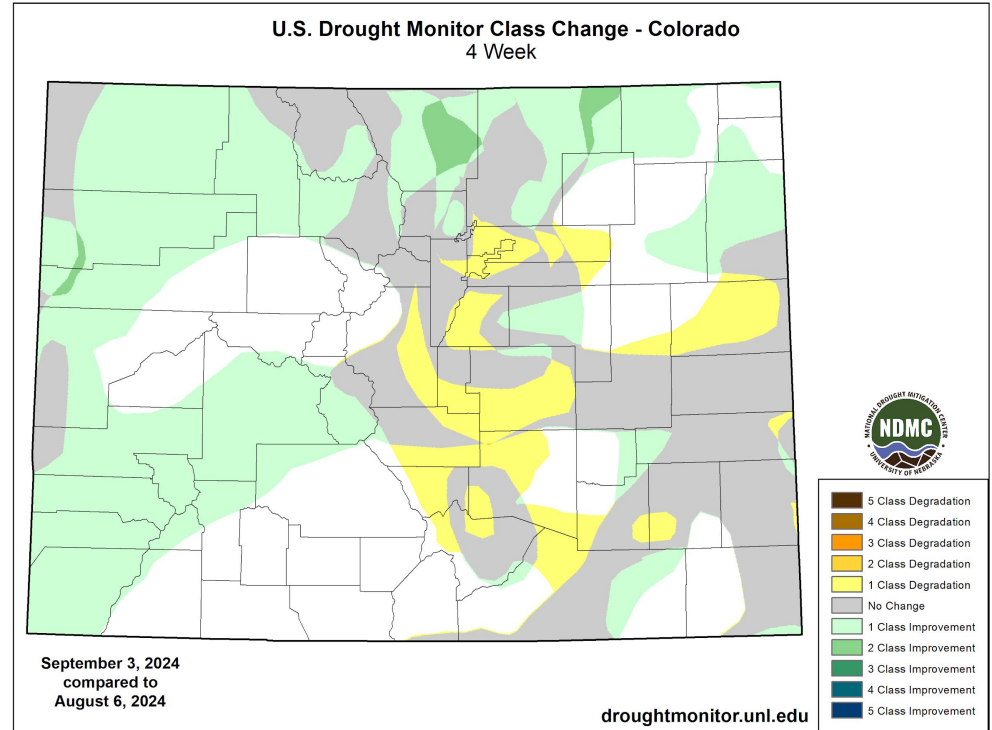 U.S. Drought Monitor Class Change - Colorado
4 Week
NATIONAL DROUGHT MITIGATION CENTER
NDMC
UNIVERSITY OF NEBRASKA
5 Class Degradation
4 Class Degradation
3 Class Degradation
2 Class Degradation
1 Class Degradation
No Change
1 Class Improvement
2 Class Improvement
3 Class Improvement
4 Class Improvement
5 Class Improvement
September 3, 2024
compared to
August 6, 2024
droughtmonitor.unl.edu